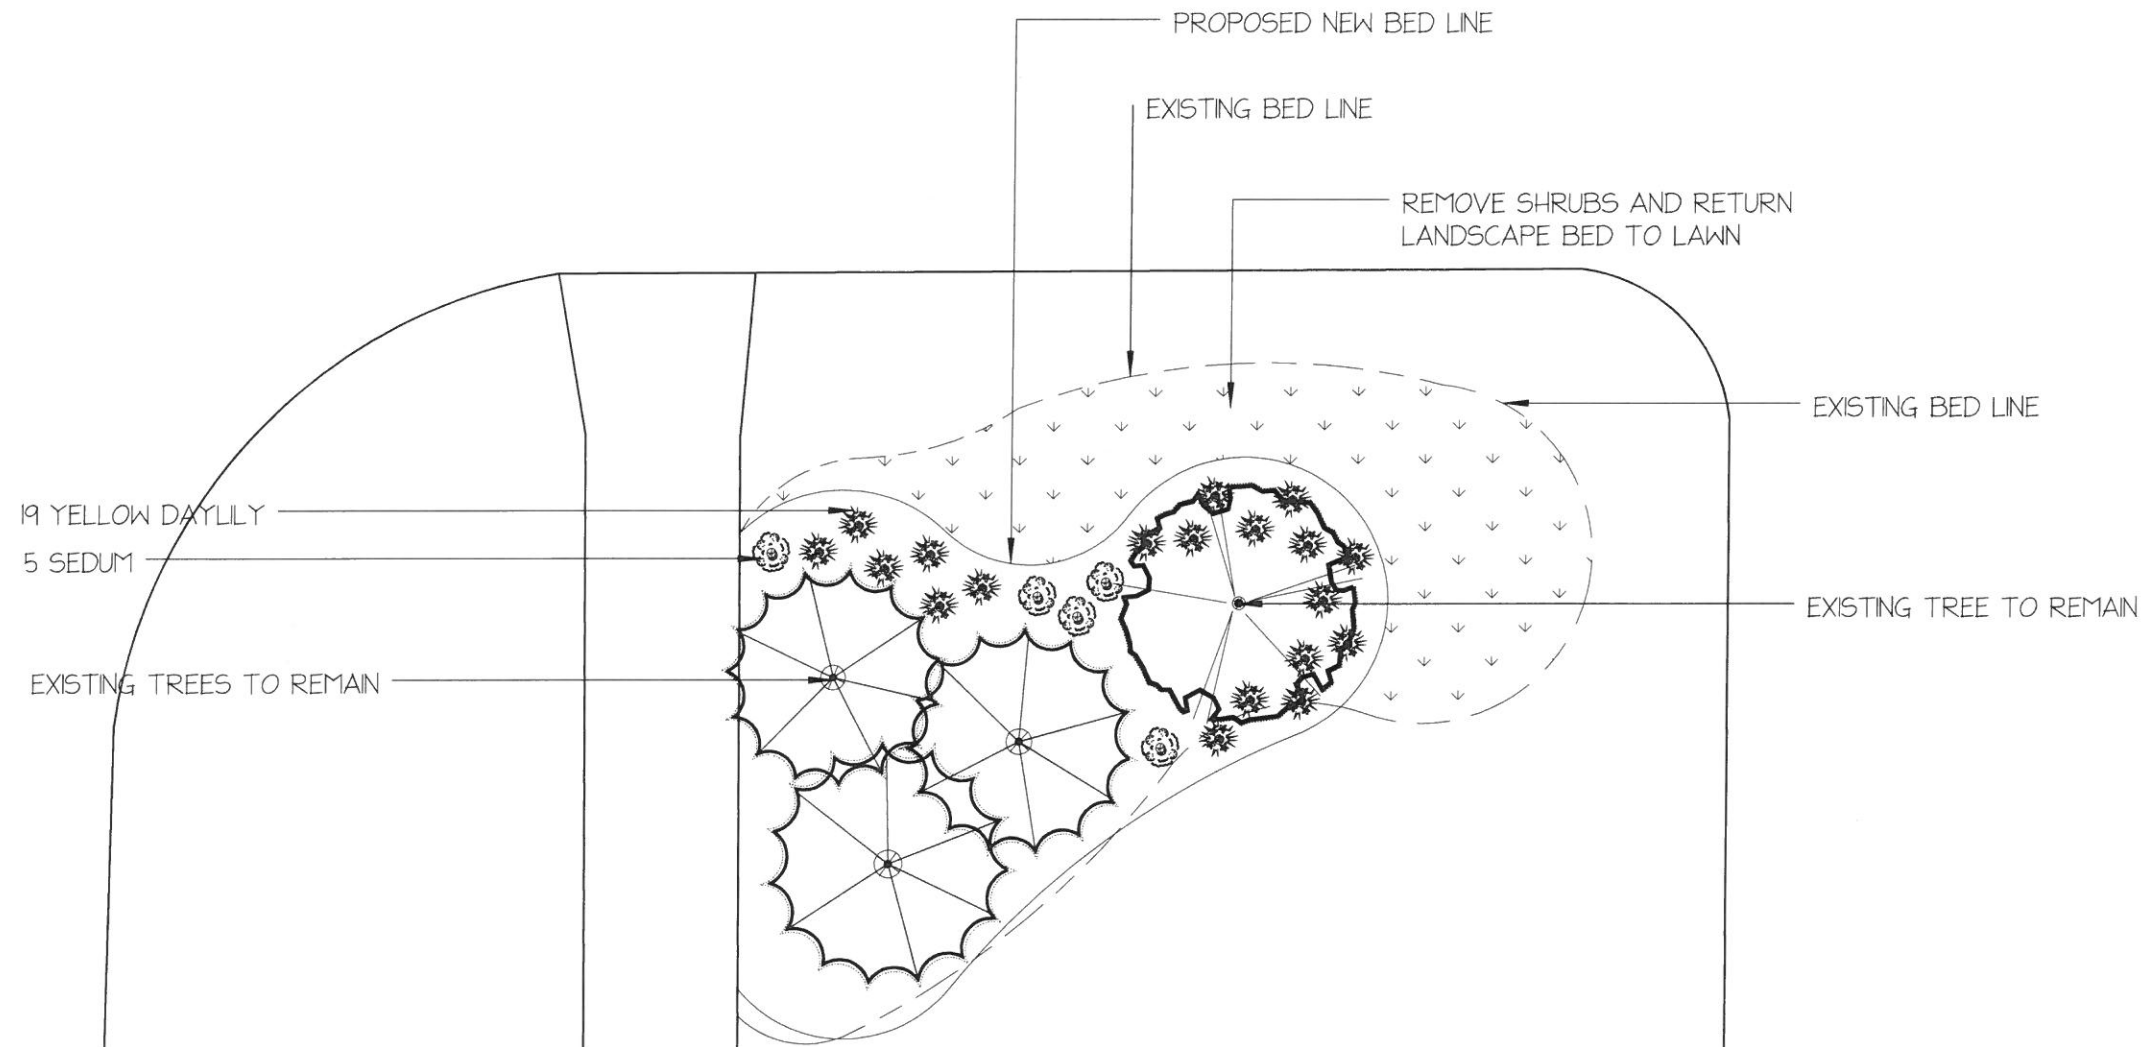 PROPOSED NEW BED LINE
EXISTING BED LINE
REMOVE SHRUBS AND RETURN
LANDSCAPE BED TO LAWN
EXISTING BED LINE
19 YELLOW DAYLILY
5 SEDUM
EXISTING TREE TO REMAIN
EXISTING TREES TO REMAIN